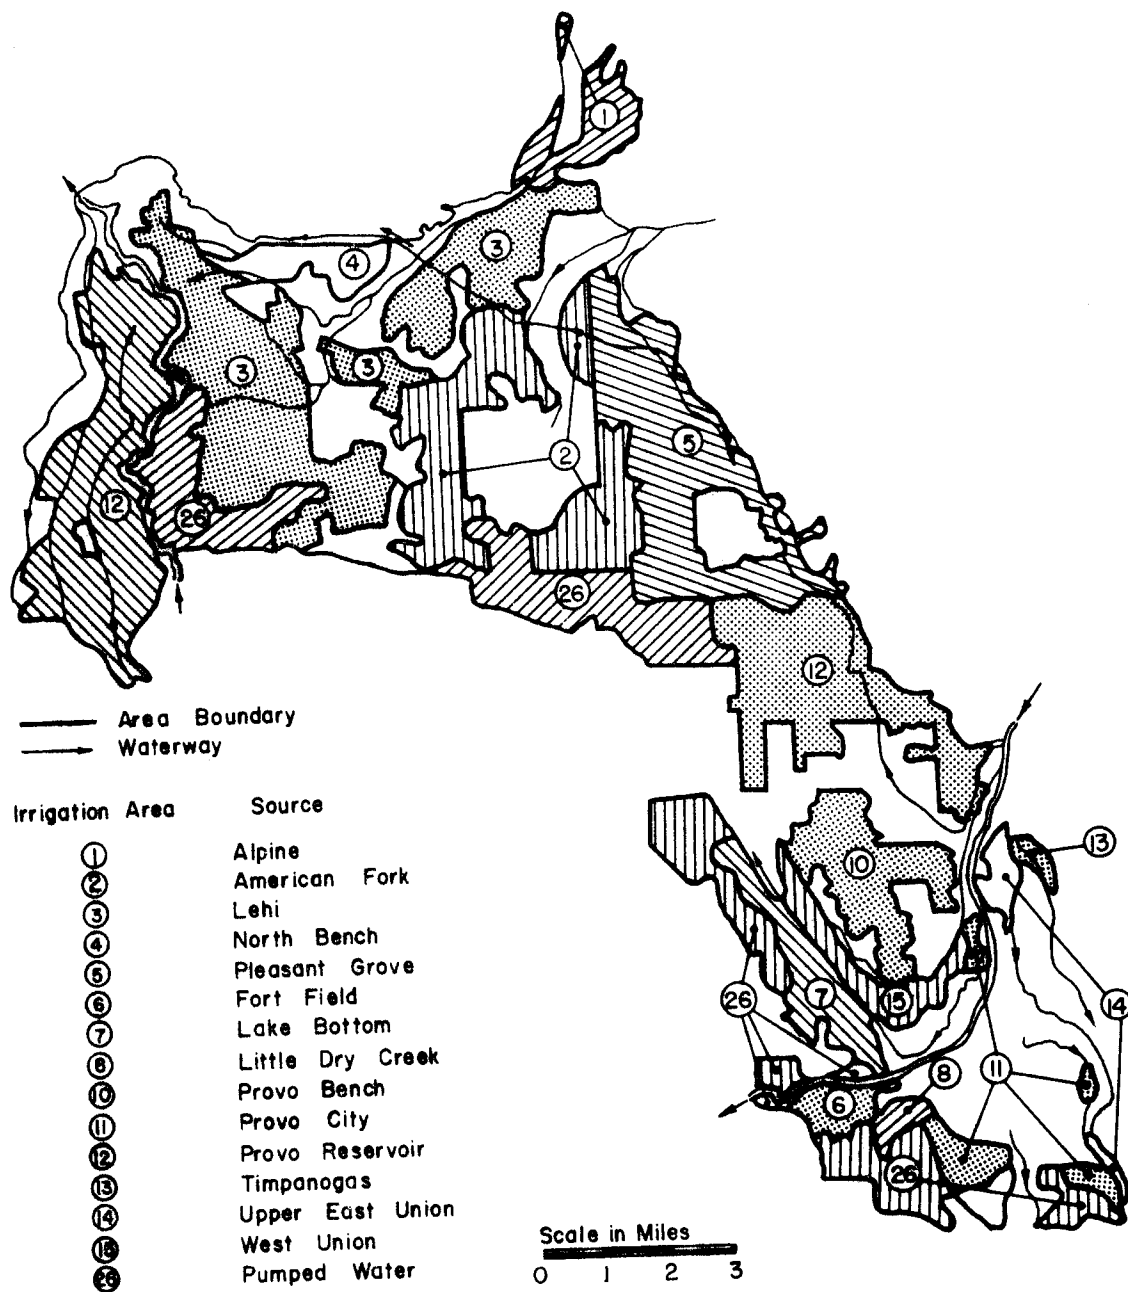 1
3
4
3
3
5
2
12
26
26
12
Area Boundary
Waterway
Irrigation Area Source
1 Alpine
2 American Fork
3 Lehi
4 North Bench
5 Pleasant Grove
6 Fort Field
7 Lake Bottom
8 Little Dry Creek
10 Provo Bench
11 Provo City
12 Provo Reservoir
13 Timpanogas
14 Upper East Union
15 West Union
26 Pumped Water
13
10
26
7
15
14
8
11
6
26
Scale in Miles
0 1 2 3